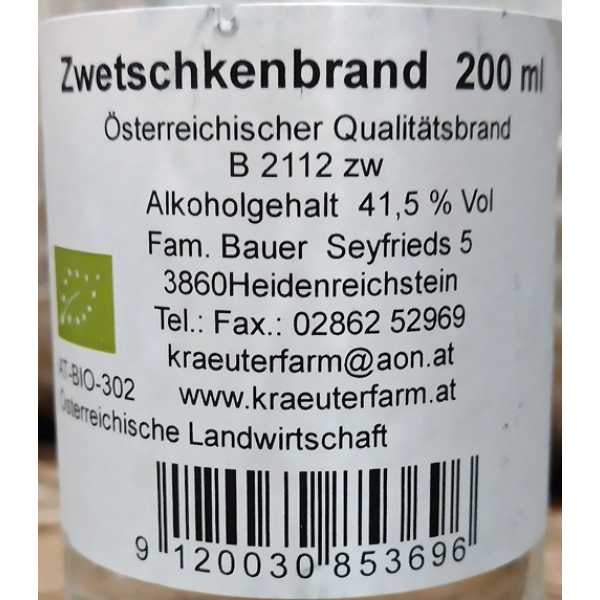 Zwetschkenbrand 200 ml
Österreichischer Qualitätsbrand
B 2112 zw
Alkoholgehalt 41,5 % Vol
Fam. Bauer Seyfrieds 5
3860Heidenreichstein
Tel.: Fax.: 02862 52969
kraeuterfarm@aon.at
www.kraeuterfarm.at
AT-BIO-302
Österreichische Landwirtschaft
9 120030 853696